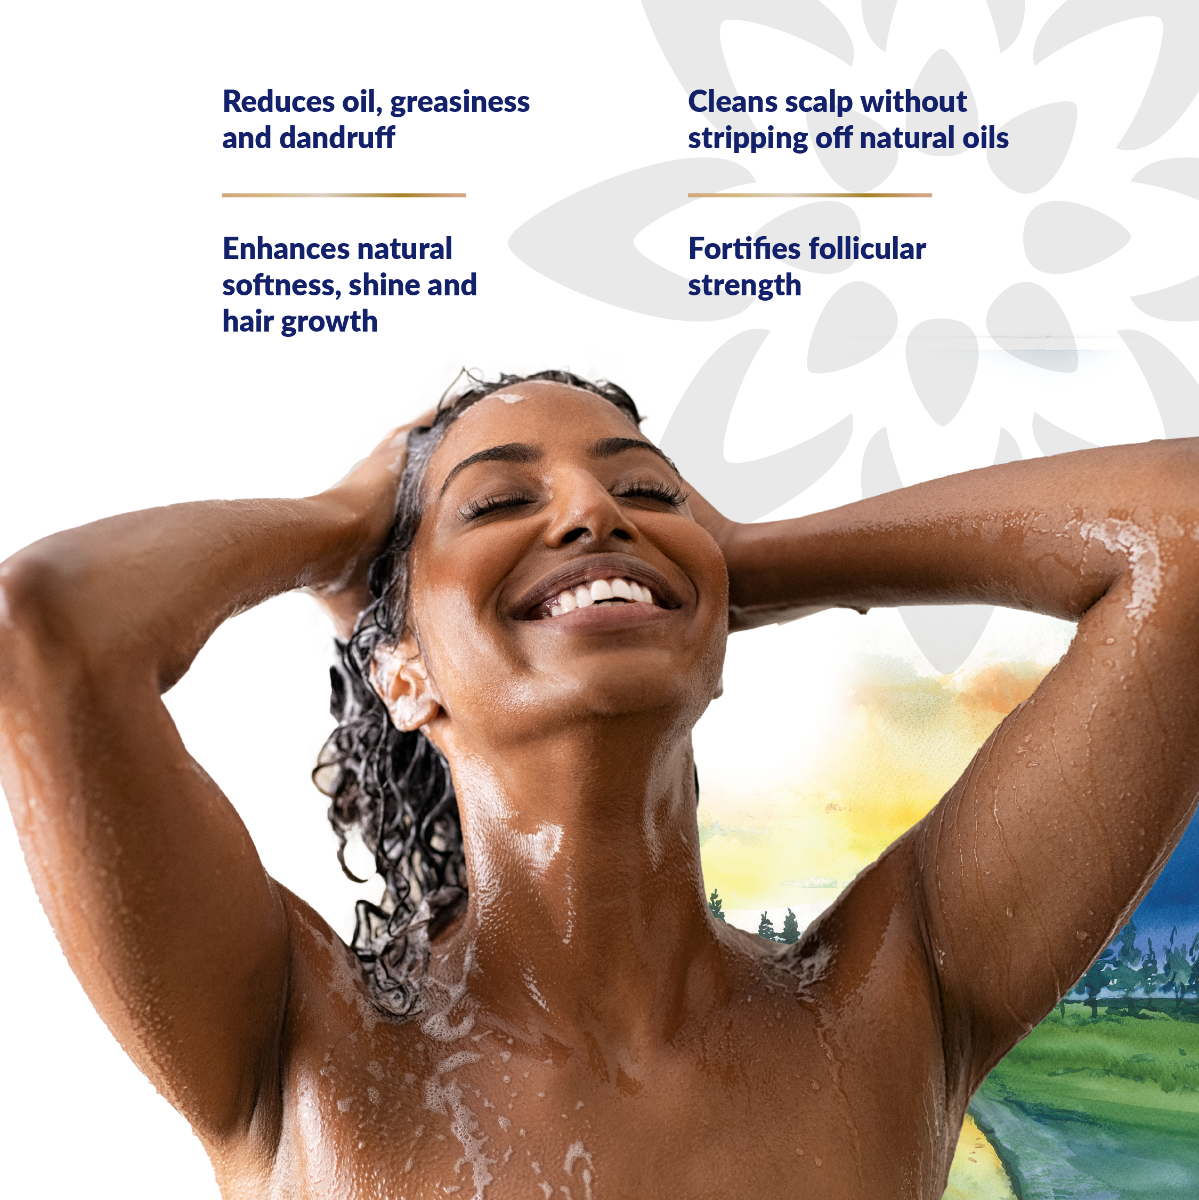 Reduces oil, greasiness
and dandruff
Cleans scalp without
stripping off natural oils
Enhances natural
softness, shine and
hair growth
Fortifies follicular
strength